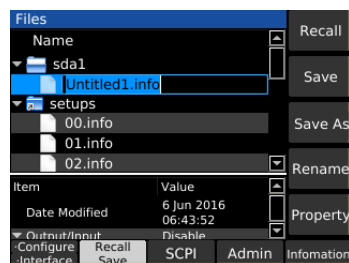 Files
Name
sda1
Untitled1.info
setups
00.info
01.info
02.info
Item Value
Date Modified 6 Jun 2016
06:43:52
Output/Input Disable
Recall
Save
Save As
Rename
Property
Infomation
·Configure
·Interface
Recall
Save
SCPI
Admin